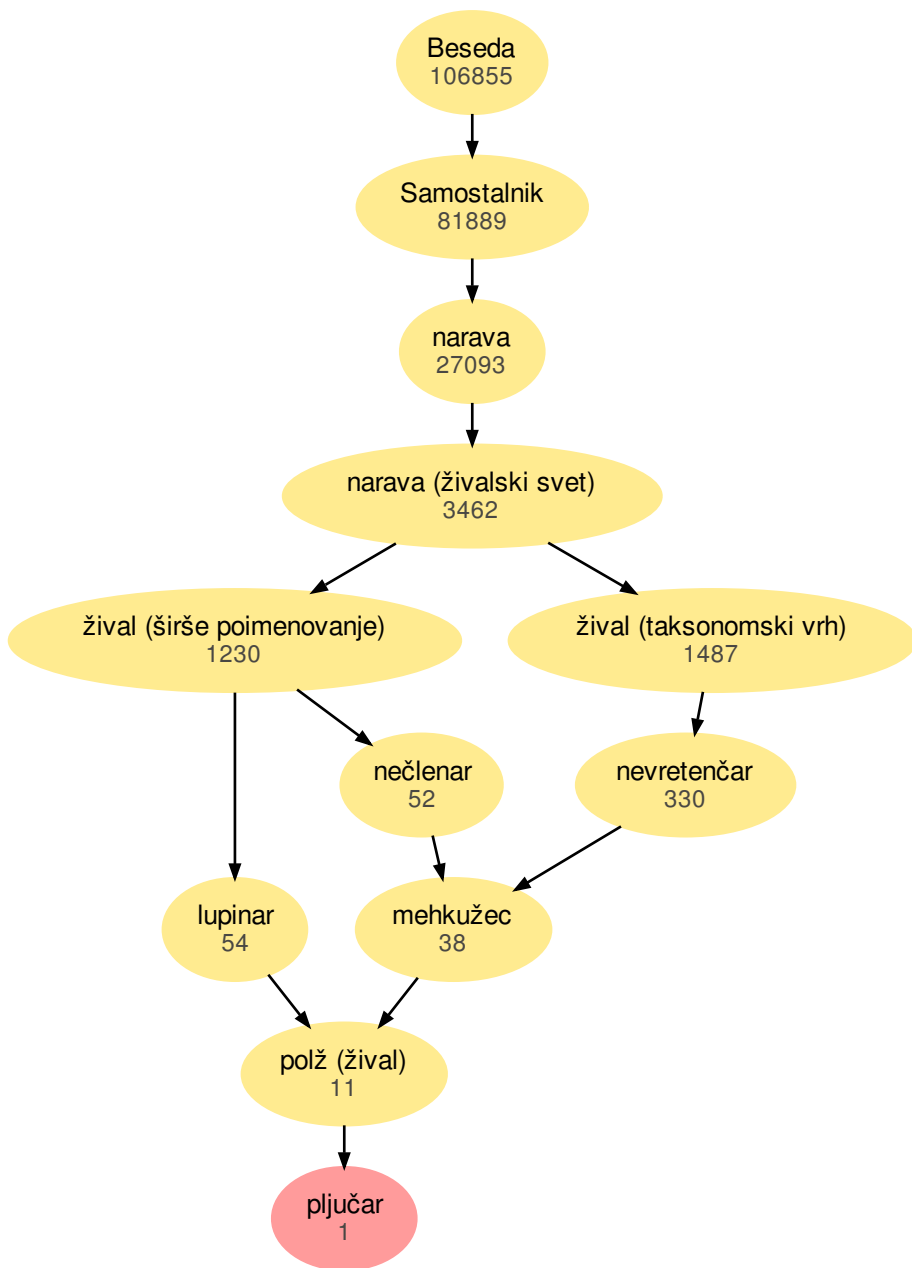 Beseda
106855
Samostalnik
81889
narava
27093
narava (živalski svet)
3462
žival (širše poimenovanje)
1230
žival (taksonomski vrh)
1487
nečlenar
52
nevretenčar
330
lupinar
54
mehkužec
38
polž (žival)
11
pljučar
1